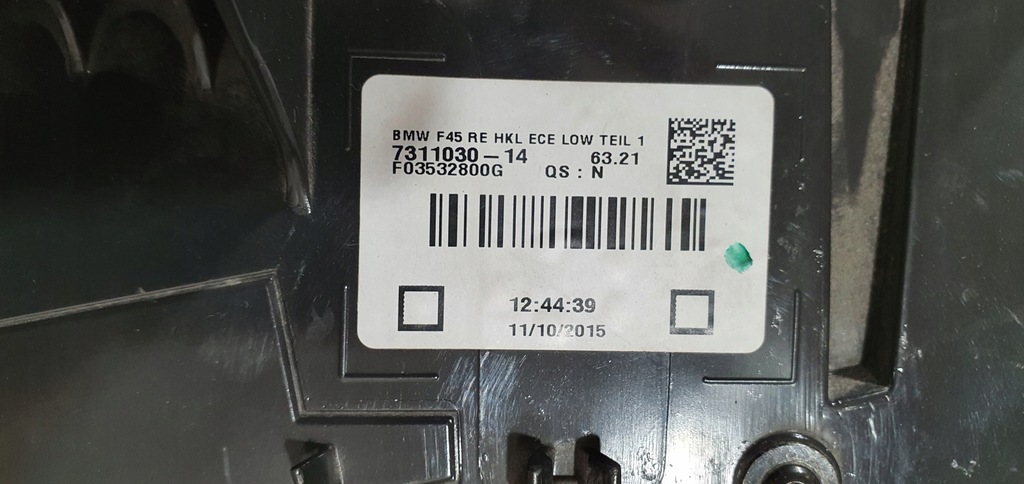 BMW F45 RE HKL ECE LOW TEIL 1
7311030-14 63.21
F03532800G QS : N
12:44:39
11/10/2015